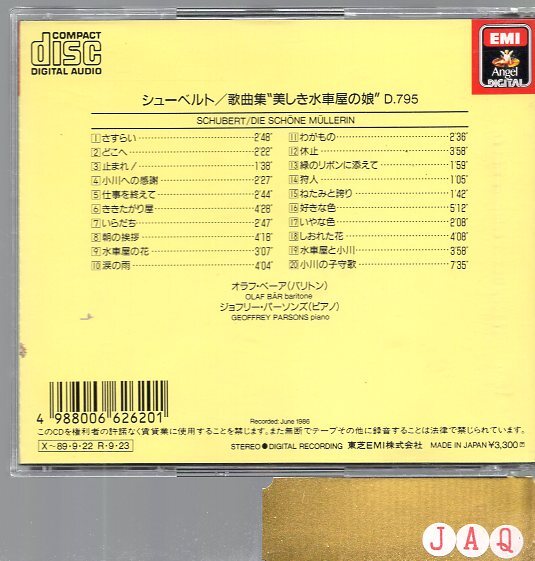 COMPACT
disc
DIGITAL AUDIO
EMI
Angel
DIGITAL
シューベルト／歌曲集“美しき水車屋の娘” D.795
SCHUBERT/DIE SCHÖNE MÜLLERIN
1 さすらい 2'48"
2 どこへ 2'22"
3 止まれ！ 1'38"
4 小川への感謝 2'27"
5 仕事を終えて 2'44"
6 ききたがり屋 4'28"
7 いらだち 2'47"
8 朝の挨拶 4'18"
9 水車屋の花 3'07"
10 涙の雨 4'04"
11 わがもの 2'36"
12 休止 3'58"
13 緑のリボンに添えて 1'59"
14 狩人 1'05"
15 ねたみと誇り 1'42"
16 好きな色 5'12"
17 いやな色 2'08"
18 しおれた花 4'08"
19 水車屋と小川 3'58"
20 小川の子守歌 7'35"
オラフ・ベーア（バリトン）
OLAF BÄR baritone
ジョフリー・パーソンズ（ピアノ）
GEOFFREY PARSONS piano
4 988006 626201
Recorded: June 1986
このCDを権利者の許諾なく賃貸業に使用することを禁じます。また無断でテープその他に録音することは法律で禁じられています。
X〜89・9・22 R・9・23
STEREO●DIGITAL RECORDING 東芝EMI株式会社 MADE IN JAPAN ¥3,300
JAQ